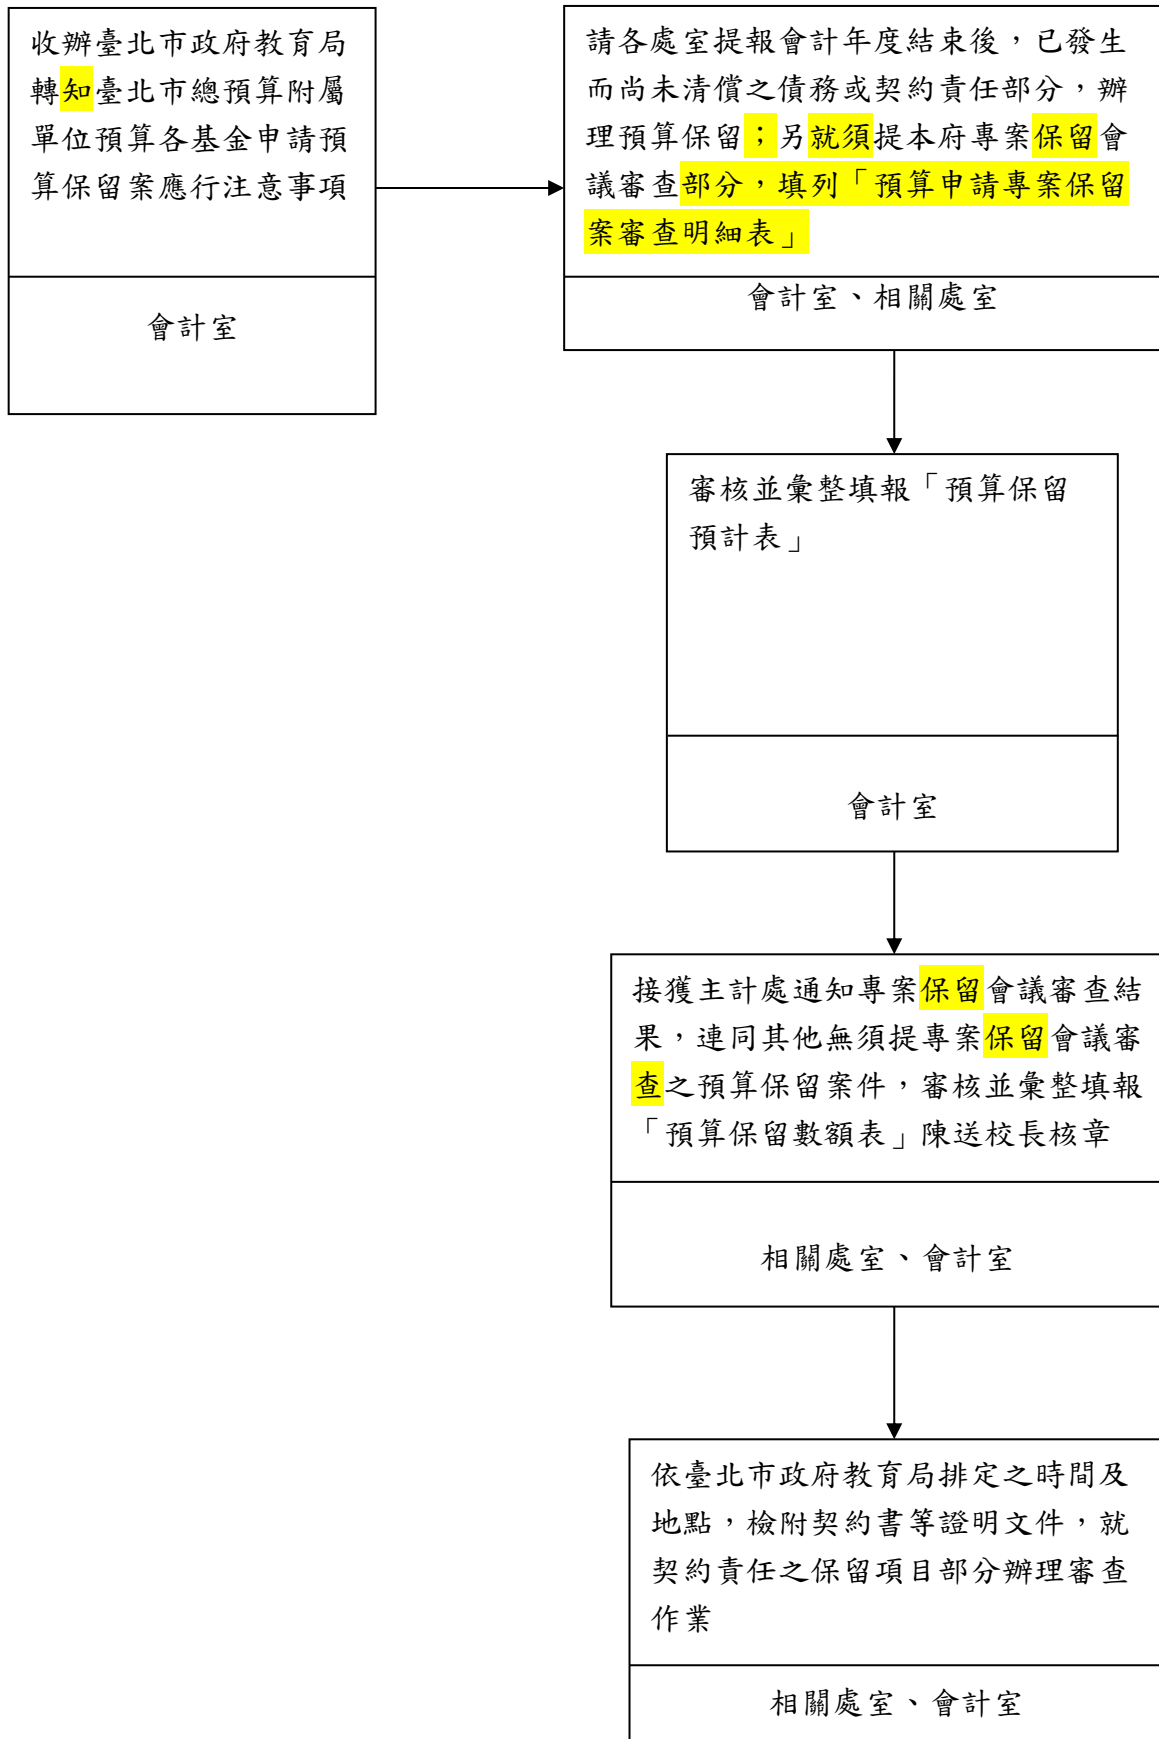 收辦臺北市政府教育局
轉知臺北市總預算附屬
單位預算各基金申請預
算保留案應行注意事項
會計室
請各處室提報會計年度結束後，已發生
而尚未清償之債務或契約責任部分，辦
理預算保留；另就須提本府專案保留會
議審查部分，填列「預算申請專案保留
案審查明細表」
會計室、相關處室
審核並彙整填報「預算保留
預計表」
會計室
接獲主計處通知專案保留會議審查結
果，連同其他無須提專案保留會議審
查之預算保留案件，審核並彙整填報
「預算保留數額表」陳送校長核章
相關處室、會計室
依臺北市政府教育局排定之時間及
地點，檢附契約書等證明文件，就
契約責任之保留項目部分辦理審查
作業
相關處室、會計室